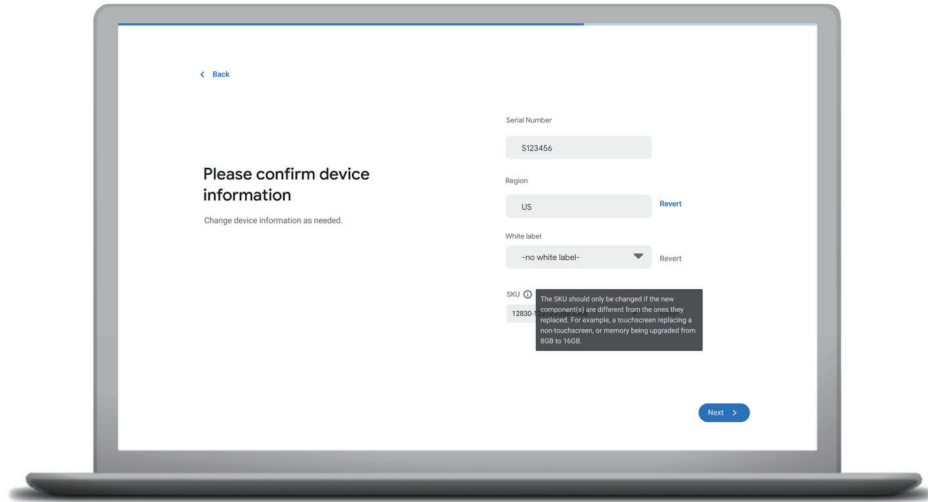 Back
Please confirm device
information
Change device information as needed.
Serial Number
S123456
Region
US
Revert
White label
-no white label-
Revert
SKU
12830-
The SKU should only be changed if the new
component(s) are different from the ones they
replaced. For example, a touchscreen replacing a
non-touchscreen, or memory being upgraded from
8GB to 16GB.
Next